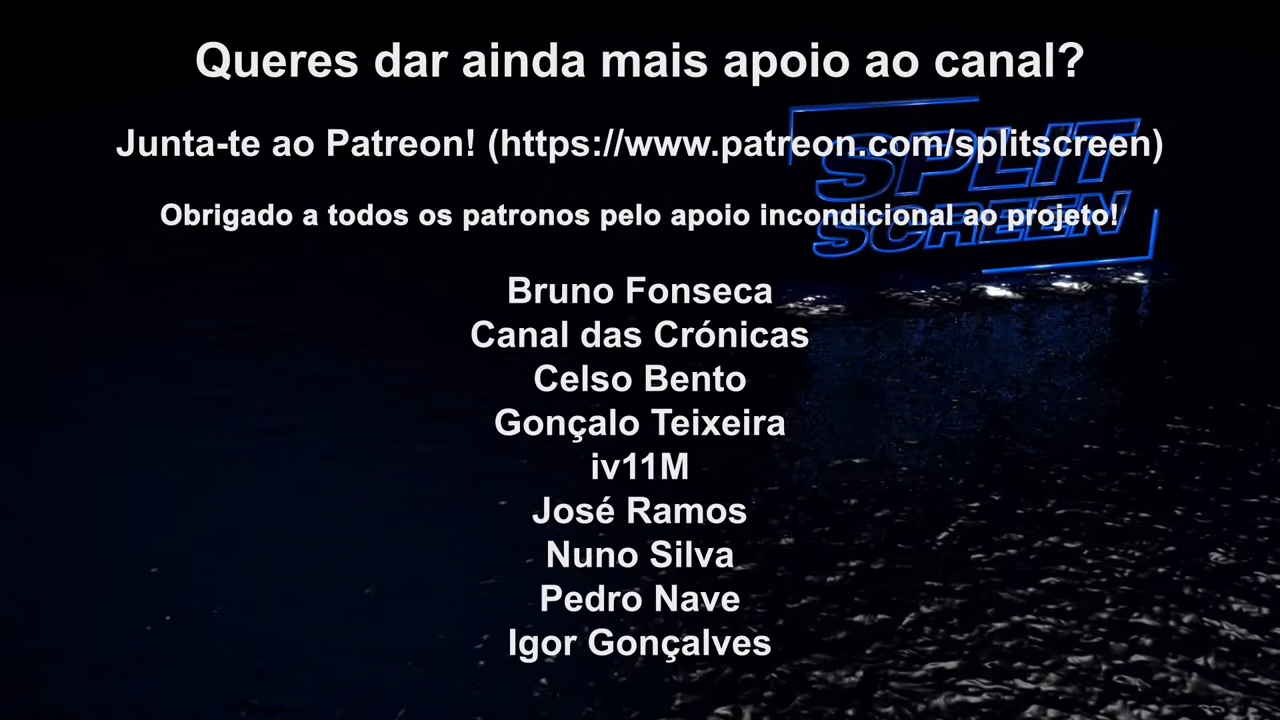 Queres dar ainda mais apoio ao canal?
Junta-te ao Patreon! (https://www.patreon.com/splitscreen)
SPLIT
SCREEN
Obrigado a todos os patronos pelo apoio incondicional ao projeto!
Bruno Fonseca
Canal das Crónicas
Celso Bento
Gonçalo Teixeira
iv11M
José Ramos
Nuno Silva
Pedro Nave
Igor Gonçalves